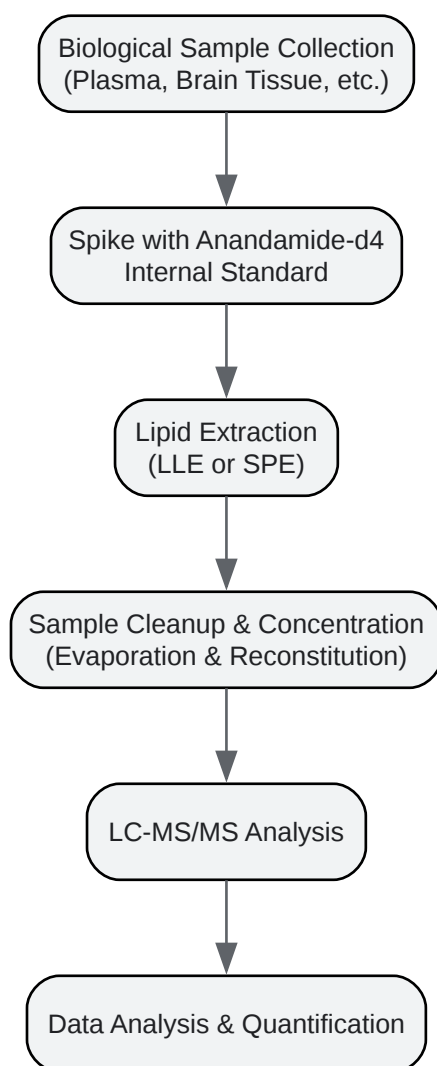 Biological Sample Collection
(Plasma, Brain Tissue, etc.)
Spike with Anandamide-d4
Internal Standard
Lipid Extraction
(LLE or SPE)
Sample Cleanup & Concentration
(Evaporation & Reconstitution)
LC-MS/MS Analysis
Data Analysis & Quantification